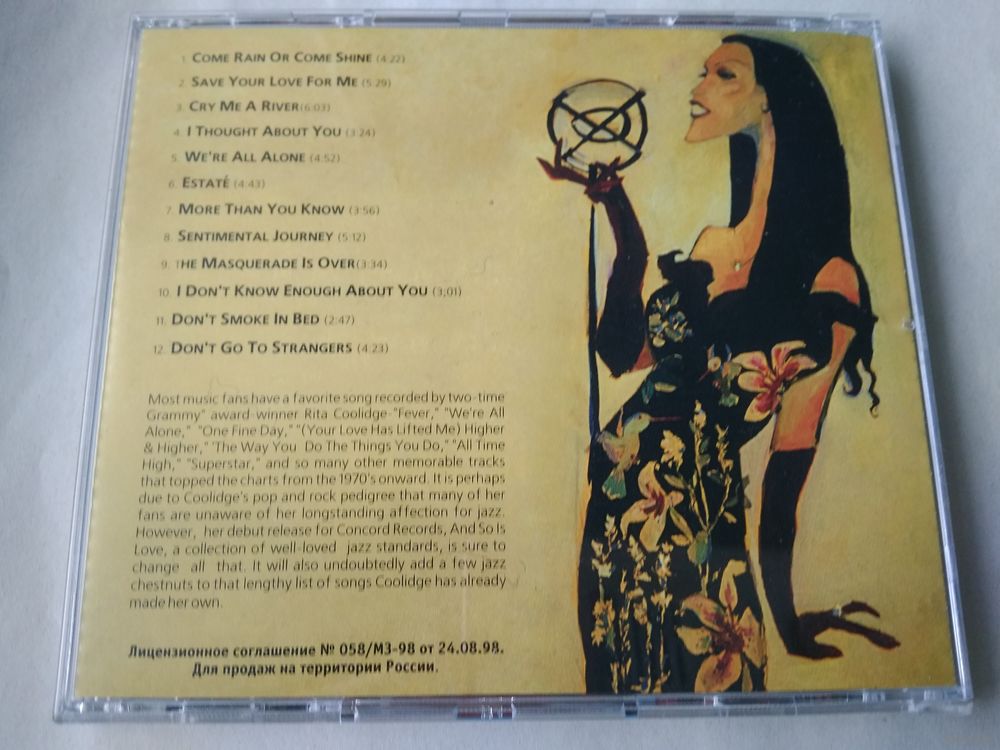 1. COME RAIN OR COME SHINE (4:22)
2. SAVE YOUR LOVE FOR ME (5:29)
3. CRY ME A RIVER(6:03)
4. I THOUGHT ABOUT YOU (3:24)
5. WE'RE ALL ALONE (4:52)
6. ESTATÉ (4:43)
7. MORE THAN YOU KNOW (3:56)
8. SENTIMENTAL JOURNEY (5:12)
9. THE MASQUERADE IS OVER(3:34)
10. I DON'T KNOW ENOUGH ABOUT YOU (3;01)
11. DON'T SMOKE IN BED (2:47)
12. DON'T GO TO STRANGERS (4:23)
Most music fans have a favorite song recorded by two-time
Grammy" award-winner Rita Coolidge-"Fever," "We're All
Alone," "One Fine Day," "(Your Love Has Lifted Me) Higher
& Higher," 'The Way You Do The Things You Do," "All Time
High," "Superstar," and so many other memorable tracks
that topped the charts from the 1970's onward. It is perhaps
due to Coolidge's pop and rock pedigree that many of her
fans are unaware of her longstanding affection for jazz.
However, her debut release for Concord Records, And So Is
Love, a collection of well-loved jazz standards, is sure to
change all that. It will also undoubtedly add a few jazz
chestnuts to that lengthy list of songs Coolidge has already
made her own.
Лицензионное соглашение № 058/МЗ-98 от 24.08.98.
Для продаж на территории России.